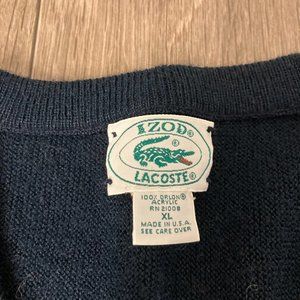 IZOD®
LACOSTE®
100% ORLON®
ACRYLIC
RN 21008
XL
MADE IN U.S.A.
SEE CARE OVER